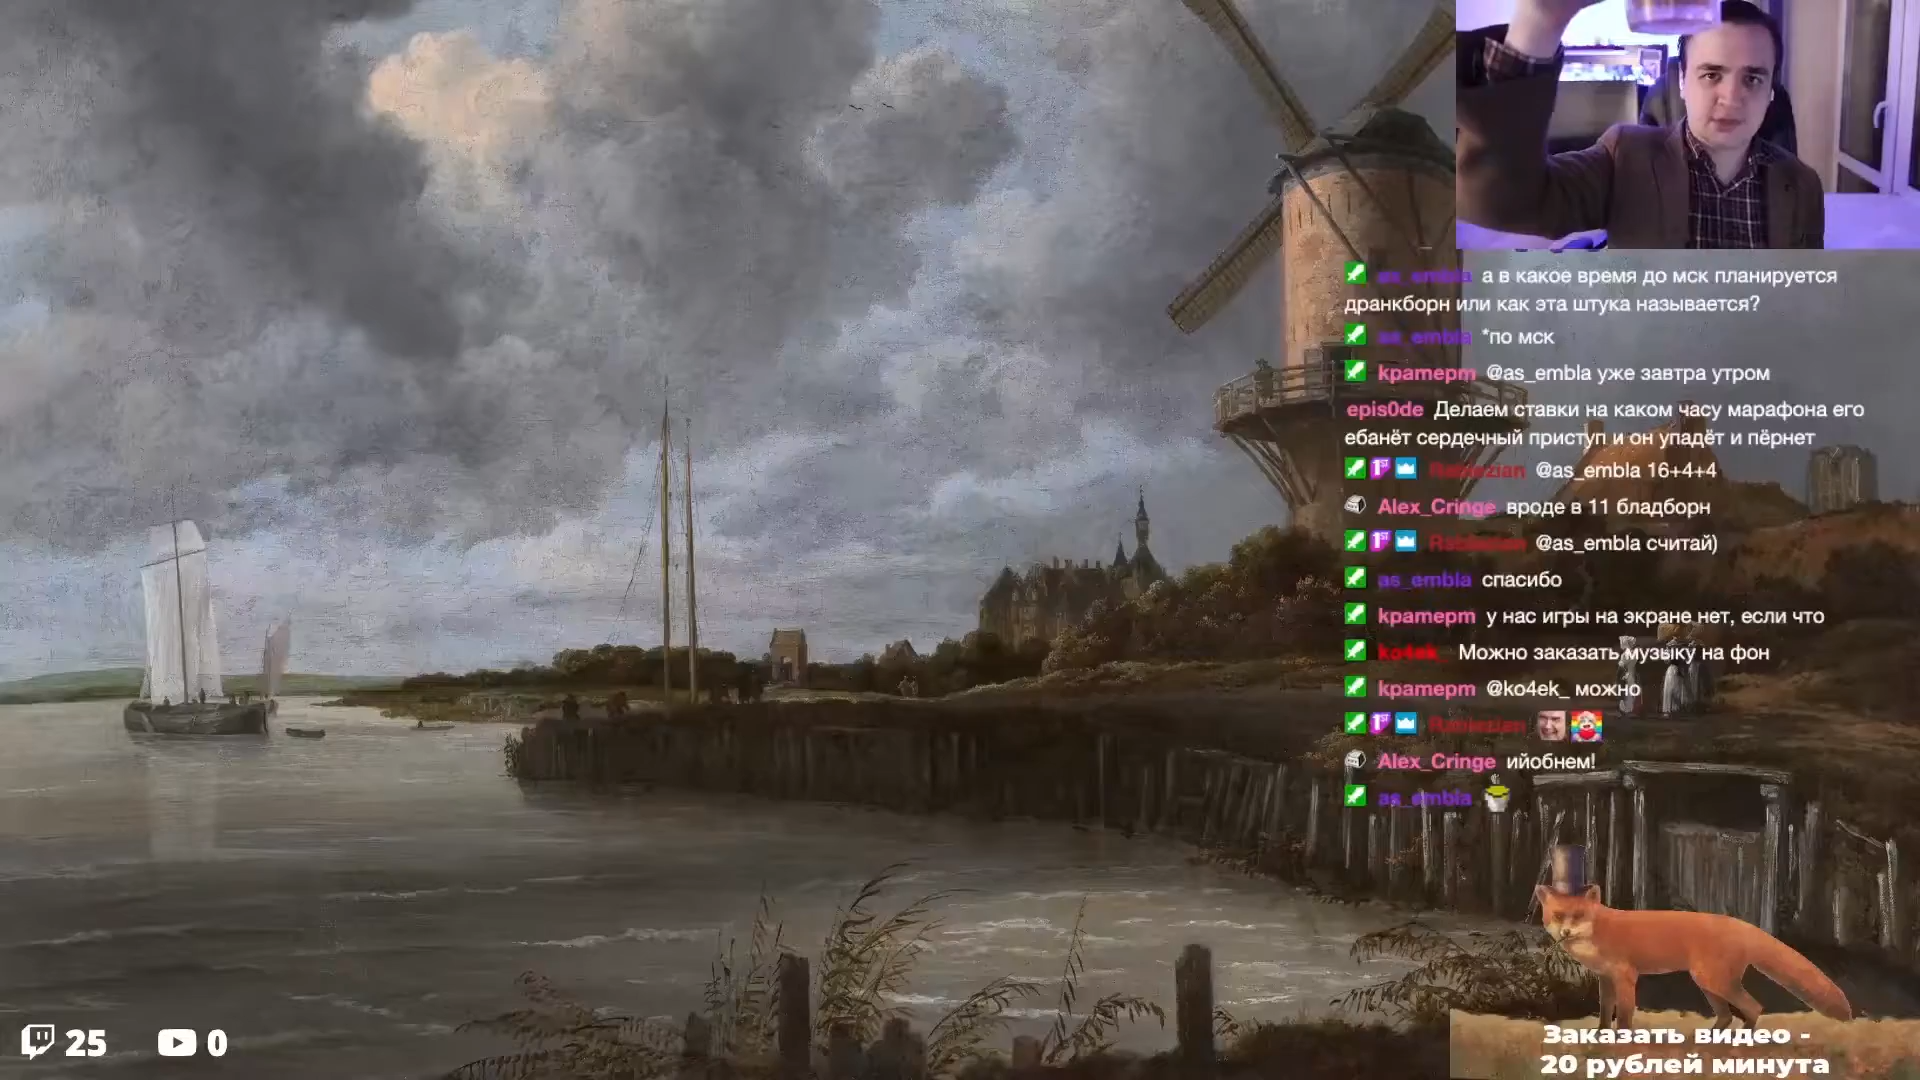 as_embla а в какое время до мск планируется
дранкборн или как эта штука называется?
as_embla *по мск
kpamepm @as_embla уже завтра утром
epis0de Делаем ставки на каком часу марафона его
ебанёт сердечный приступ и он упадёт и пёрнет
@as_embla 16+4+4
Alex_Cringe вроде в 11 бладборн
@as_embla считай)
as_embla спасибо
kpamepm у нас игры на экране нет, если что
ko4ek_ Можно заказать музыку на фон
kpamepm @ko4ek_ можно
Alex_Cringe ийобнем!
as_embla
25 0
Заказать видео -
20 рублей минута